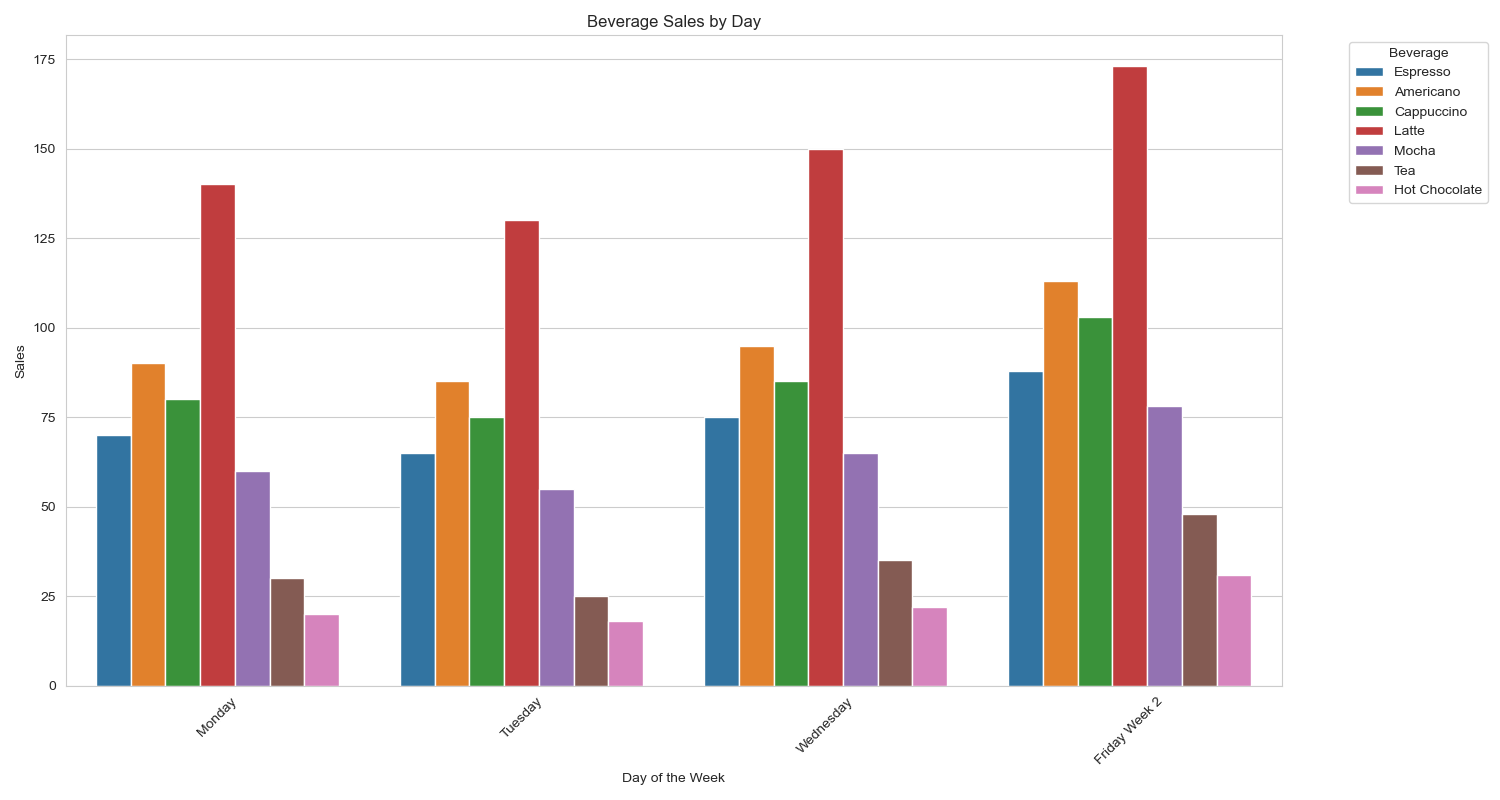 Beverage Sales by Day
Beverage
Espresso
Americano
Cappuccino
Latte
Mocha
Tea
Hot Chocolate
Sales
175
150
125
100
75
50
25
0
Monday
Tuesday
Wednesday
Friday Week 2
Day of the Week